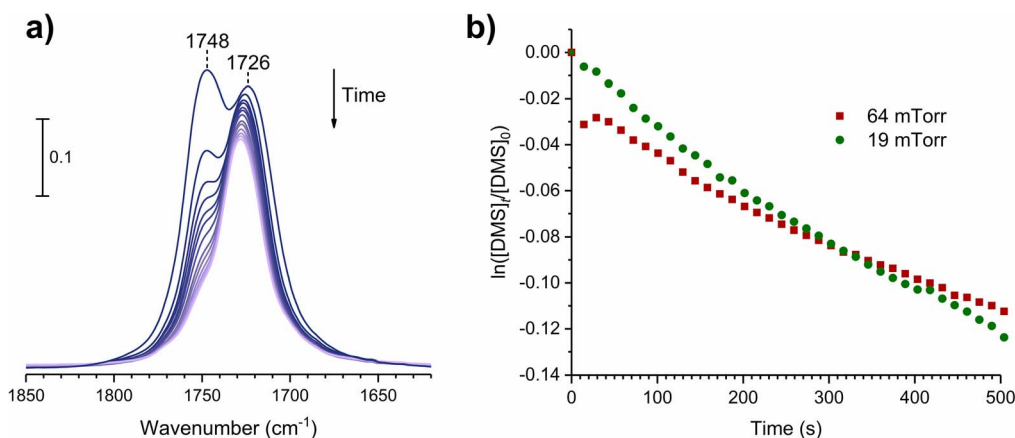 a)
1748
1726
Time
0.1
1850 1800 1750 1700 1650
Wavenumber (cm⁻¹)
b)
0.00
-0.02
-0.04
-0.06
-0.08
-0.10
-0.12
-0.14
ln([DMS]ₜ/[DMS]₀)
64 mTorr
19 mTorr
0 100 200 300 400 500
Time (s)